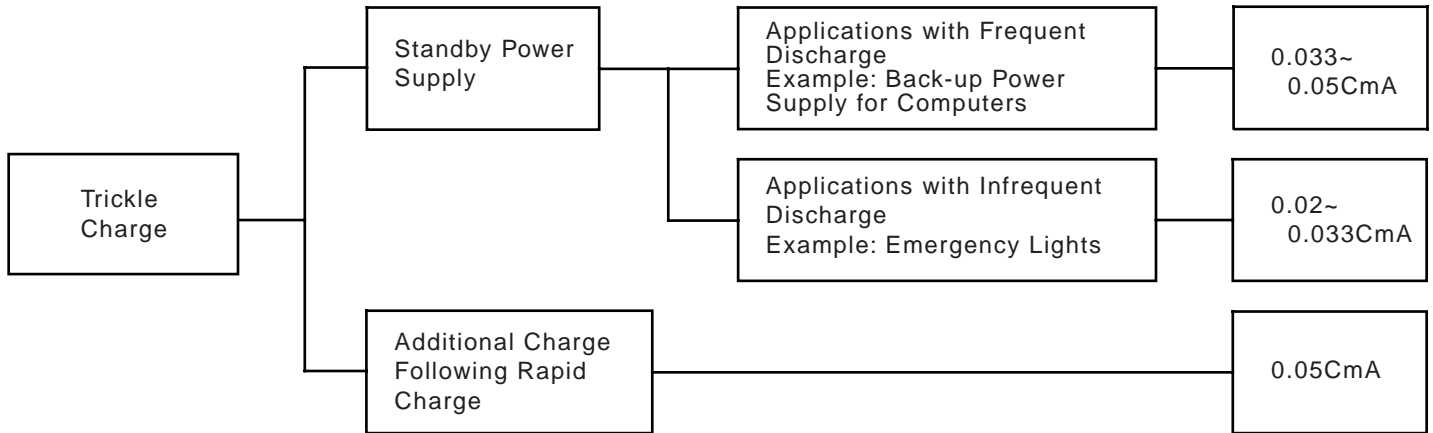 Trickle
Charge
Standby Power
Supply
Applications with Frequent
Discharge
Example: Back-up Power
Supply for Computers
0.033~
0.05CmA
Applications with Infrequent
Discharge
Example: Emergency Lights
0.02~
0.033CmA
Additional Charge
Following Rapid
Charge
0.05CmA